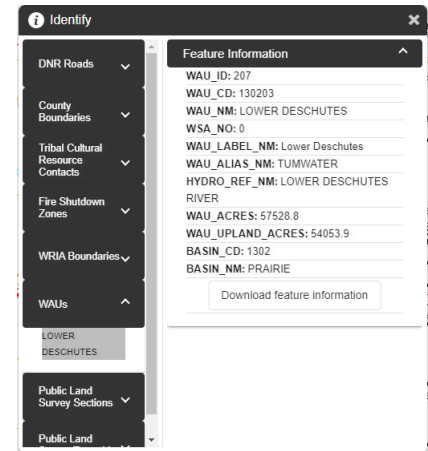 Identify
DNR Roads
County
Boundaries
Tribal Cultural
Resource
Contacts
Fire Shutdown
Zones
WRIA Boundaries
WAUs
LOWER
DESCHUTES
Public Land
Survey Sections
Public Land
Feature Information
WAU_ID: 207
WAU_CD: 130203
WAU_NM: LOWER DESCHUTES
WSA_NO: 0
WAU_LABEL_NM: Lower Deschutes
WAU_ALIAS_NM: TUMWATER
HYDRO_REF_NM: LOWER DESCHUTES
RIVER
WAU_ACRES: 57528.8
WAU_UPLAND_ACRES: 54053.9
BASIN_CD: 1302
BASIN_NM: PRAIRIE
Download feature information